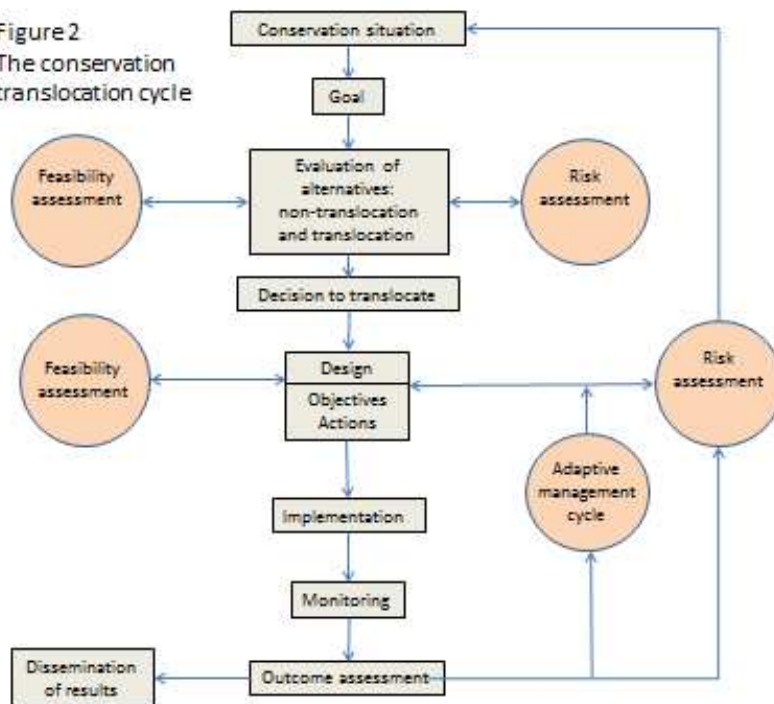 Figure 2
The conservation
translocation cycle
Conservation situation
Goal
Feasibility
assessment
Evaluation of
alternatives:
non-translocation
and translocation
Risk
assessment
Decision to translocate
Feasibility
assessment
Design
Objectives
Actions
Risk
assessment
Adaptive
management
cycle
Implementation
Monitoring
Dissemination
of results
Outcome assessment